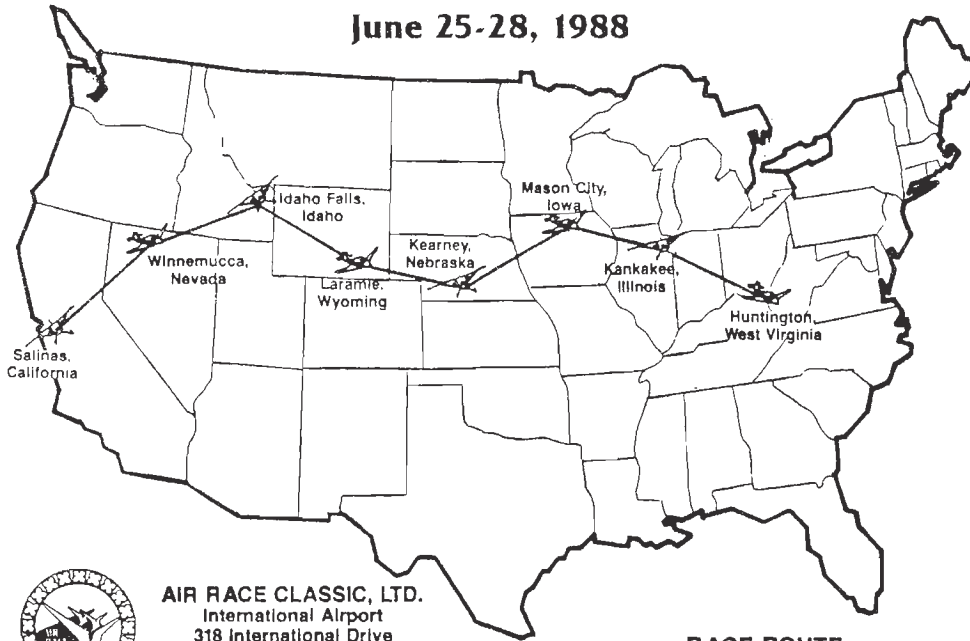 June 25-28, 1988
Mason City,
Iowa
Idaho Falls,
Idaho
Kearney,
Nebraska
Winnemucca,
Nevada
Laramie,
Wyoming
Kankakee,
Illinois
Huntington,
West Virginia
Salinas,
California
AIR RACE CLASSIC, LTD.
International Airport
318 International Drive
RACE ROUTE